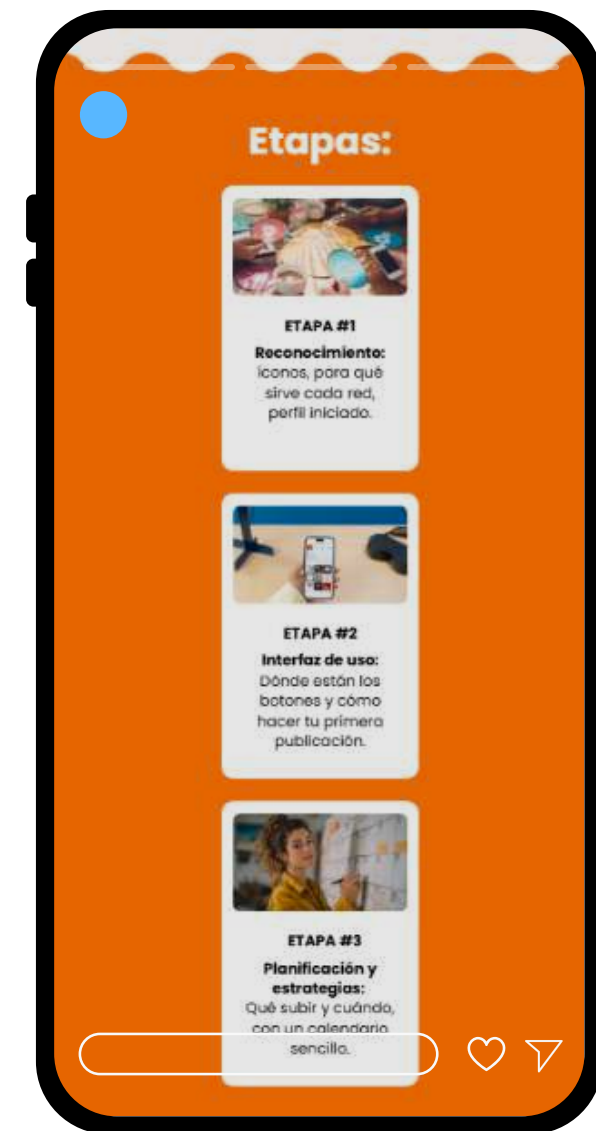 Etapas:
ETAPA #1
Reconocimiento:
íconos, para qué
sirve cada red,
perfil iniciado.
ETAPA #2
Interfaz de uso:
Dónde están los
botones y cómo
hacer tu primera
publicación.
ETAPA #3
Planificación y
estrategias:
Qué subir y cuándo,
con un calendario
sencillo.